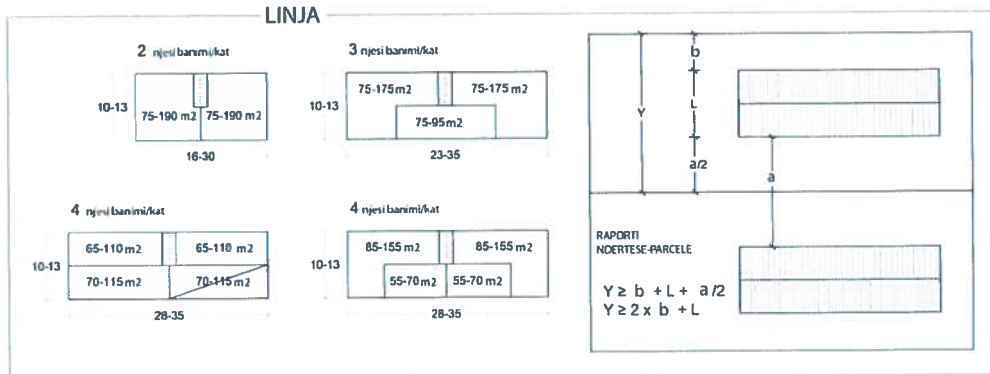 LINJA
2 njesi banimi/kat
10-13
75-190 m2 75-190 m2
16-30
3 njesi banimi/kat
10-13
75-175 m2 75-175 m2
75-95 m2
23-35
4 njesi banimi/kat
10-13
65-110 m2 65-110 m2
70-115 m2 70-115 m2
28-35
4 njesi banimi/kat
10-13
85-155 m2 85-155 m2
55-70 m2 55-70 m2
28-35
b
Y
L
a/2
a
RAPORTI
NDERTESE-PARCELE
Y ≥ b + L + a/2
Y ≥ 2 x b + L